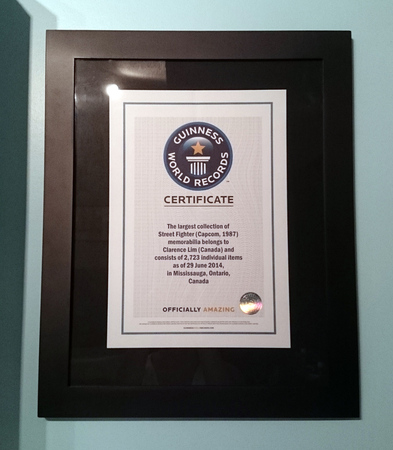 GUINNESS
WORLD RECORDS
™
CERTIFICATE
The largest collection of
Street Fighter (Capcom, 1987)
memorabilia belongs to
Clarence Lim (Canada) and
consists of 2,723 individual items
as of 29 June 2014,
in Mississauga, Ontario,
Canada
OFFICIALLY AMAZING